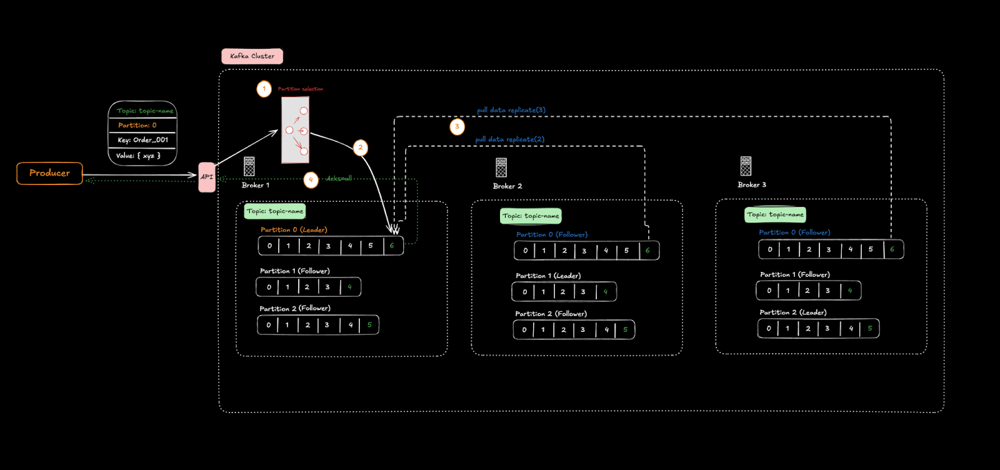 Kafka Cluster
1
Partition selection
Topic: topic-name
Partition: 0
Key: Order_001
Value: { xyz }
Producer
API
2
3
pull data replicate(3)
pull data replicate(2)
4
Acks=all
Broker 1
Topic: topic-name
Partition 0 (Leader)
0 1 2 3 4 5 6
Partition 1 (Follower)
0 1 2 3 4
Partition 2 (Follower)
0 1 2 3 4 5
Broker 2
Topic: topic-name
Partition 0 (Follower)
0 1 2 3 4 5 6
Partition 1 (Leader)
0 1 2 3 4
Partition 2 (Follower)
0 1 2 3 4 5
Broker 3
Topic: topic-name
Partition 0 (Follower)
0 1 2 3 4 5 6
Partition 1 (Follower)
0 1 2 3 4
Partition 2 (Leader)
0 1 2 3 4 5